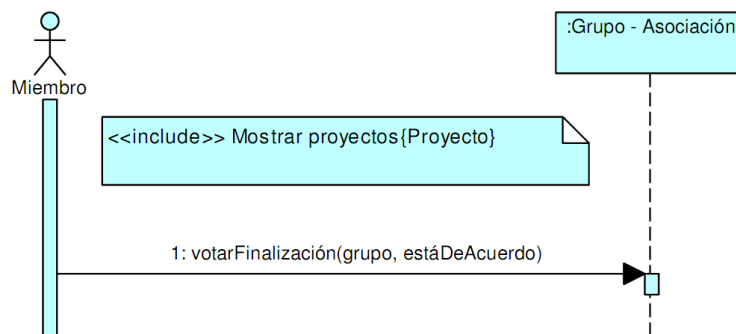 :Grupo - Asociación
Miembro
<<include>> Mostrar proyectos{Proyecto}
1: votarFinalización(grupo, estáDeAcuerdo)